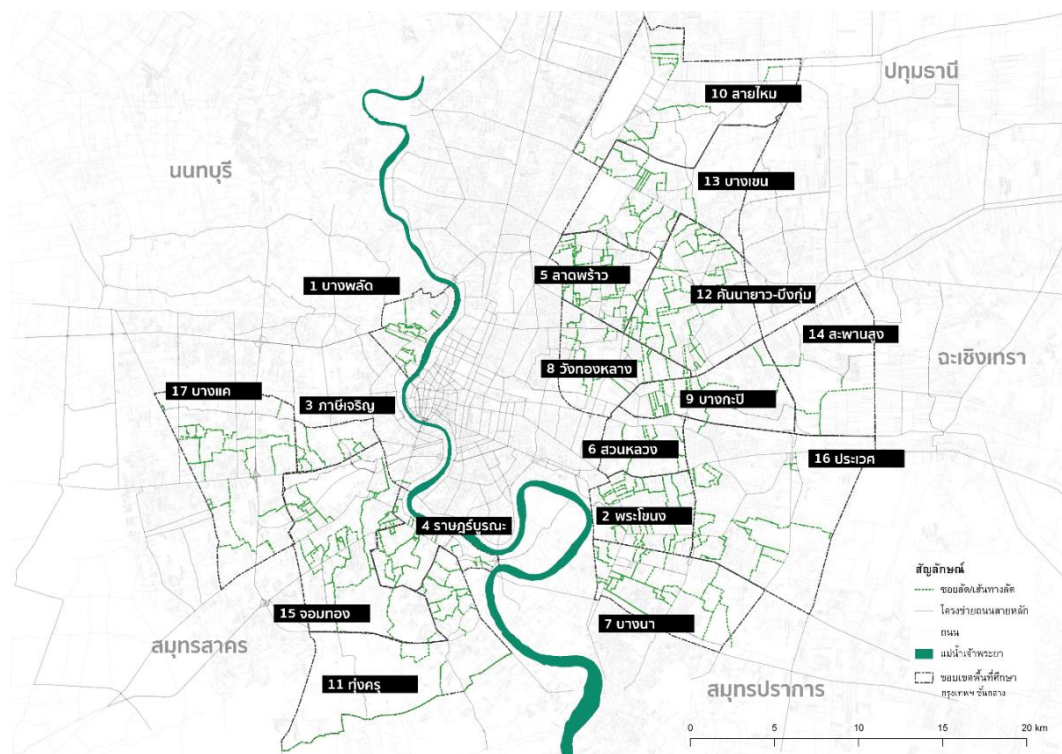 ปทุมธานี
10 สายไหม
นนทบุรี
13 บางเขน
5 ลาดพร้าว
1 บางพลัด
12 คันนายาว-บึงกุ่ม
14 สะพานสูง
ฉะเชิงเทรา
8 วังทองหลาง
17 บางแค
3 ภาษีเจริญ
9 บางกะปิ
6 สวนหลวง
16 ประเวศ
2 พระโขนง
4 ราษฎร์บูรณะ
สัญลักษณ์
ซอยลัด/เส้นทางลัด
โครงข่ายถนนสายหลัก
ถนน
แม่น้ำเจ้าพระยา
ขอบเขตพื้นที่ศึกษา
กรุงเทพฯ ชั้นกลาง
15 จอมทอง
7 บางนา
สมุทรสาคร
11 ทุ่งครุ
สมุทรปราการ
0 5 10 15 20 km